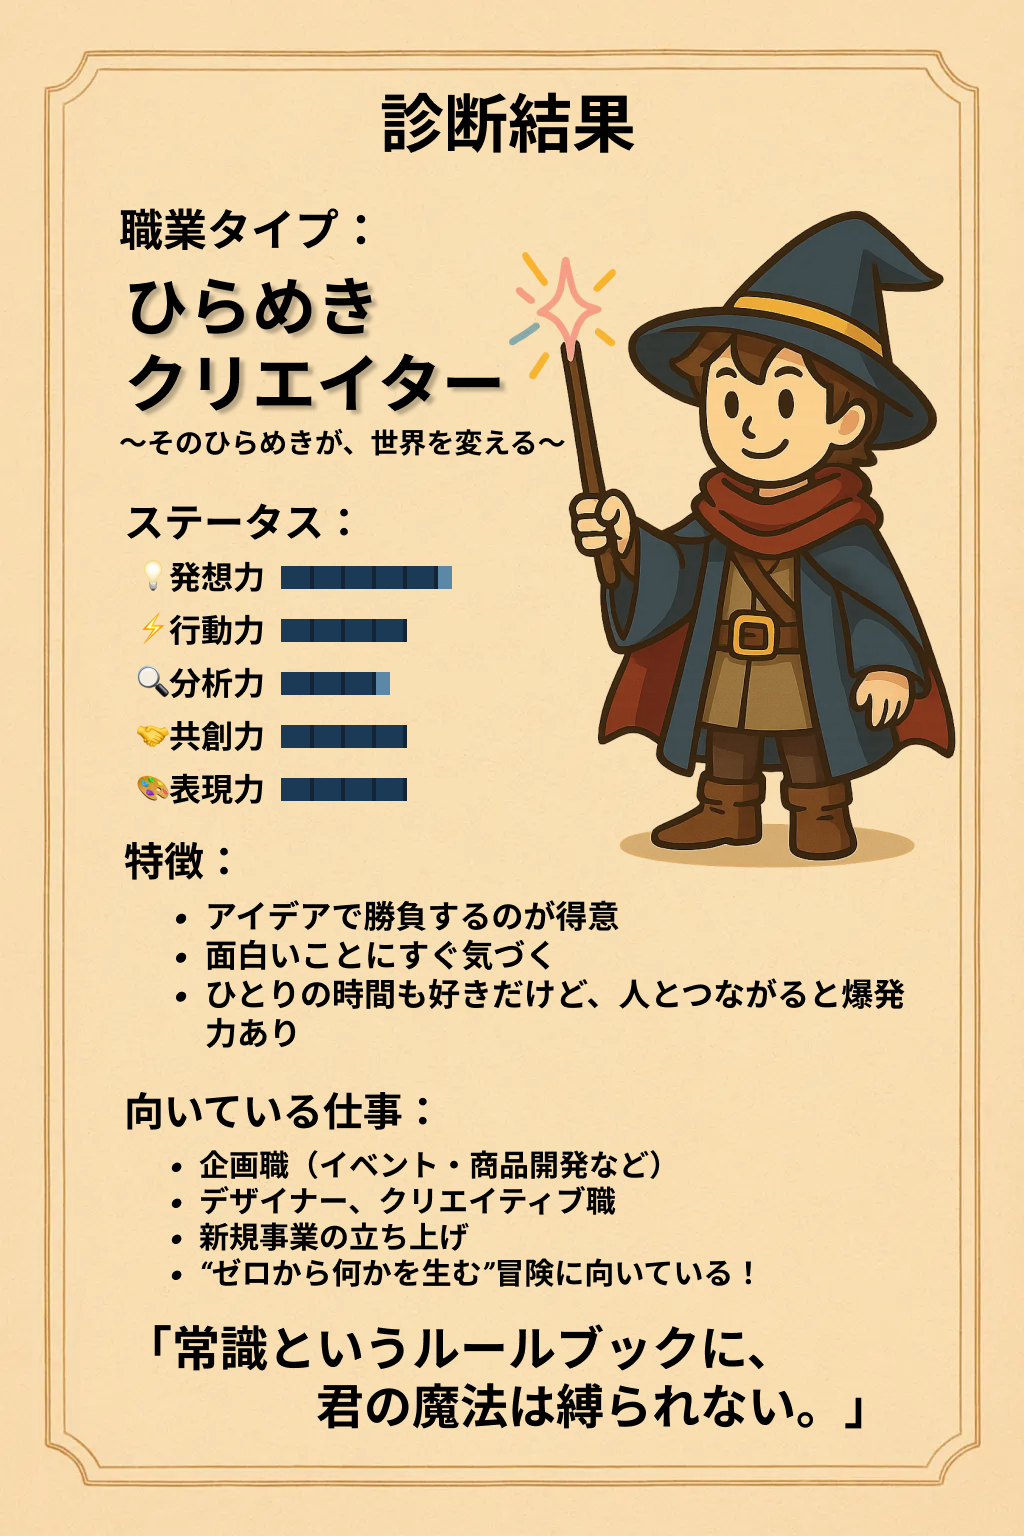 診断結果
職業タイプ：
ひらめき
クリエイター
～そのひらめきが、世界を変える～
ステータス：
発想力
行動力
分析力
共創力
表現力
特徴：
• アイデアで勝負するのが得意
• 面白いことにすぐ気づく
• ひとりの時間も好きだけど、人とつながると爆発
力あり
向いている仕事：
• 企画職（イベント・商品開発など）
• デザイナー、クリエイティブ職
• 新規事業の立ち上げ
• “ゼロから何かを生む”冒険に向いている！
「常識というルールブックに、
君の魔法は縛られない。」